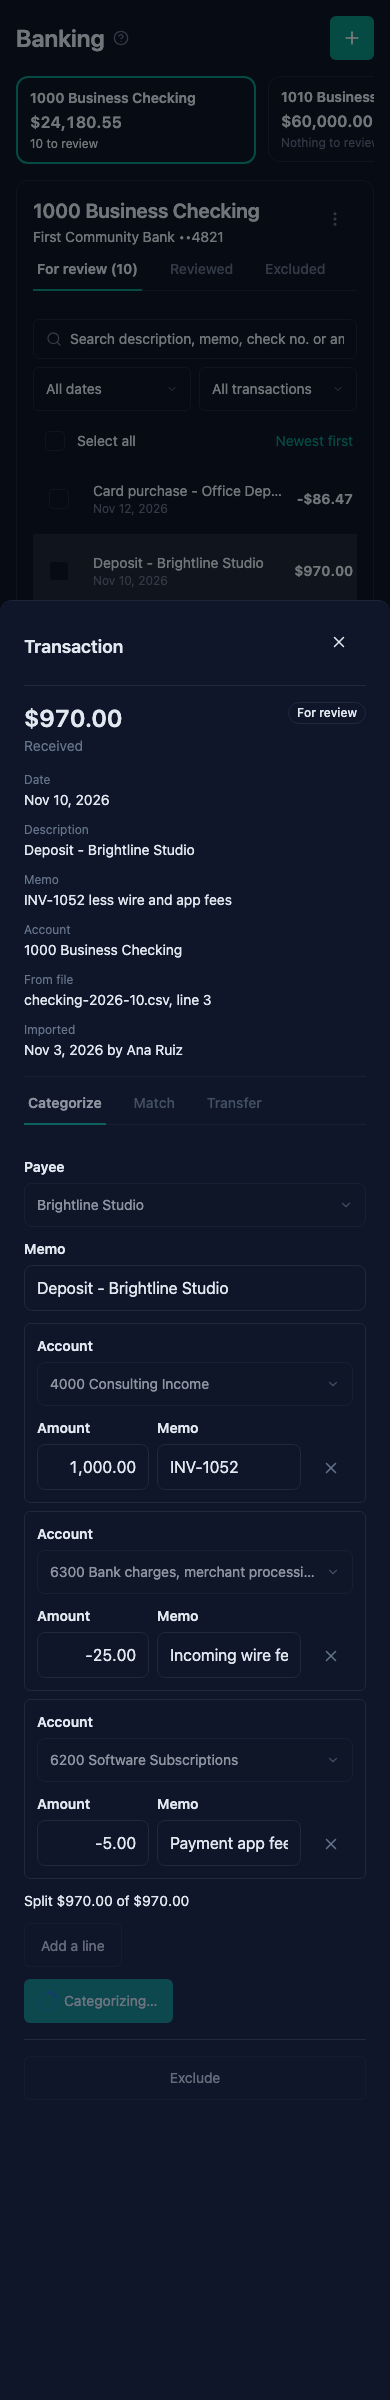 Banking
1000 Business Checking
$24,180.55
10 to review
1010 Business
$60,000.00
Nothing to review
1000 Business Checking
First Community Bank ••4821
For review (10)
Reviewed
Excluded
Search description, memo, check no. or am
All dates
All transactions
Select all
Newest first
Card purchase - Office Dep...
-$86.47
Nov 12, 2026
Deposit - Brightline Studio
$970.00
Nov 10, 2026
Transaction
$970.00
For review
Received
Date
Nov 10, 2026
Description
Deposit - Brightline Studio
Memo
INV-1052 less wire and app fees
Account
1000 Business Checking
From file
checking-2026-10.csv, line 3
Imported
Nov 3, 2026 by Ana Ruiz
Categorize
Match
Transfer
Payee
Brightline Studio
Memo
Deposit - Brightline Studio
Account
4000 Consulting Income
Amount
Memo
1,000.00
INV-1052
Account
6300 Bank charges, merchant processi...
Amount
Memo
-25.00
Incoming wire fe
Account
6200 Software Subscriptions
Amount
Memo
-5.00
Payment app fee
Split $970.00 of $970.00
Add a line
Categorizing...
Exclude